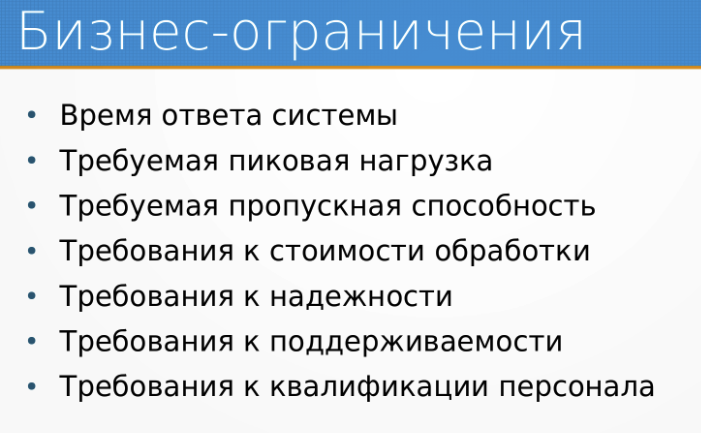 Бизнес-ограничения
• Время ответа системы
• Требуемая пиковая нагрузка
• Требуемая пропускная способность
• Требования к стоимости обработки
• Требования к надежности
• Требования к поддерживаемости
• Требования к квалификации персонала